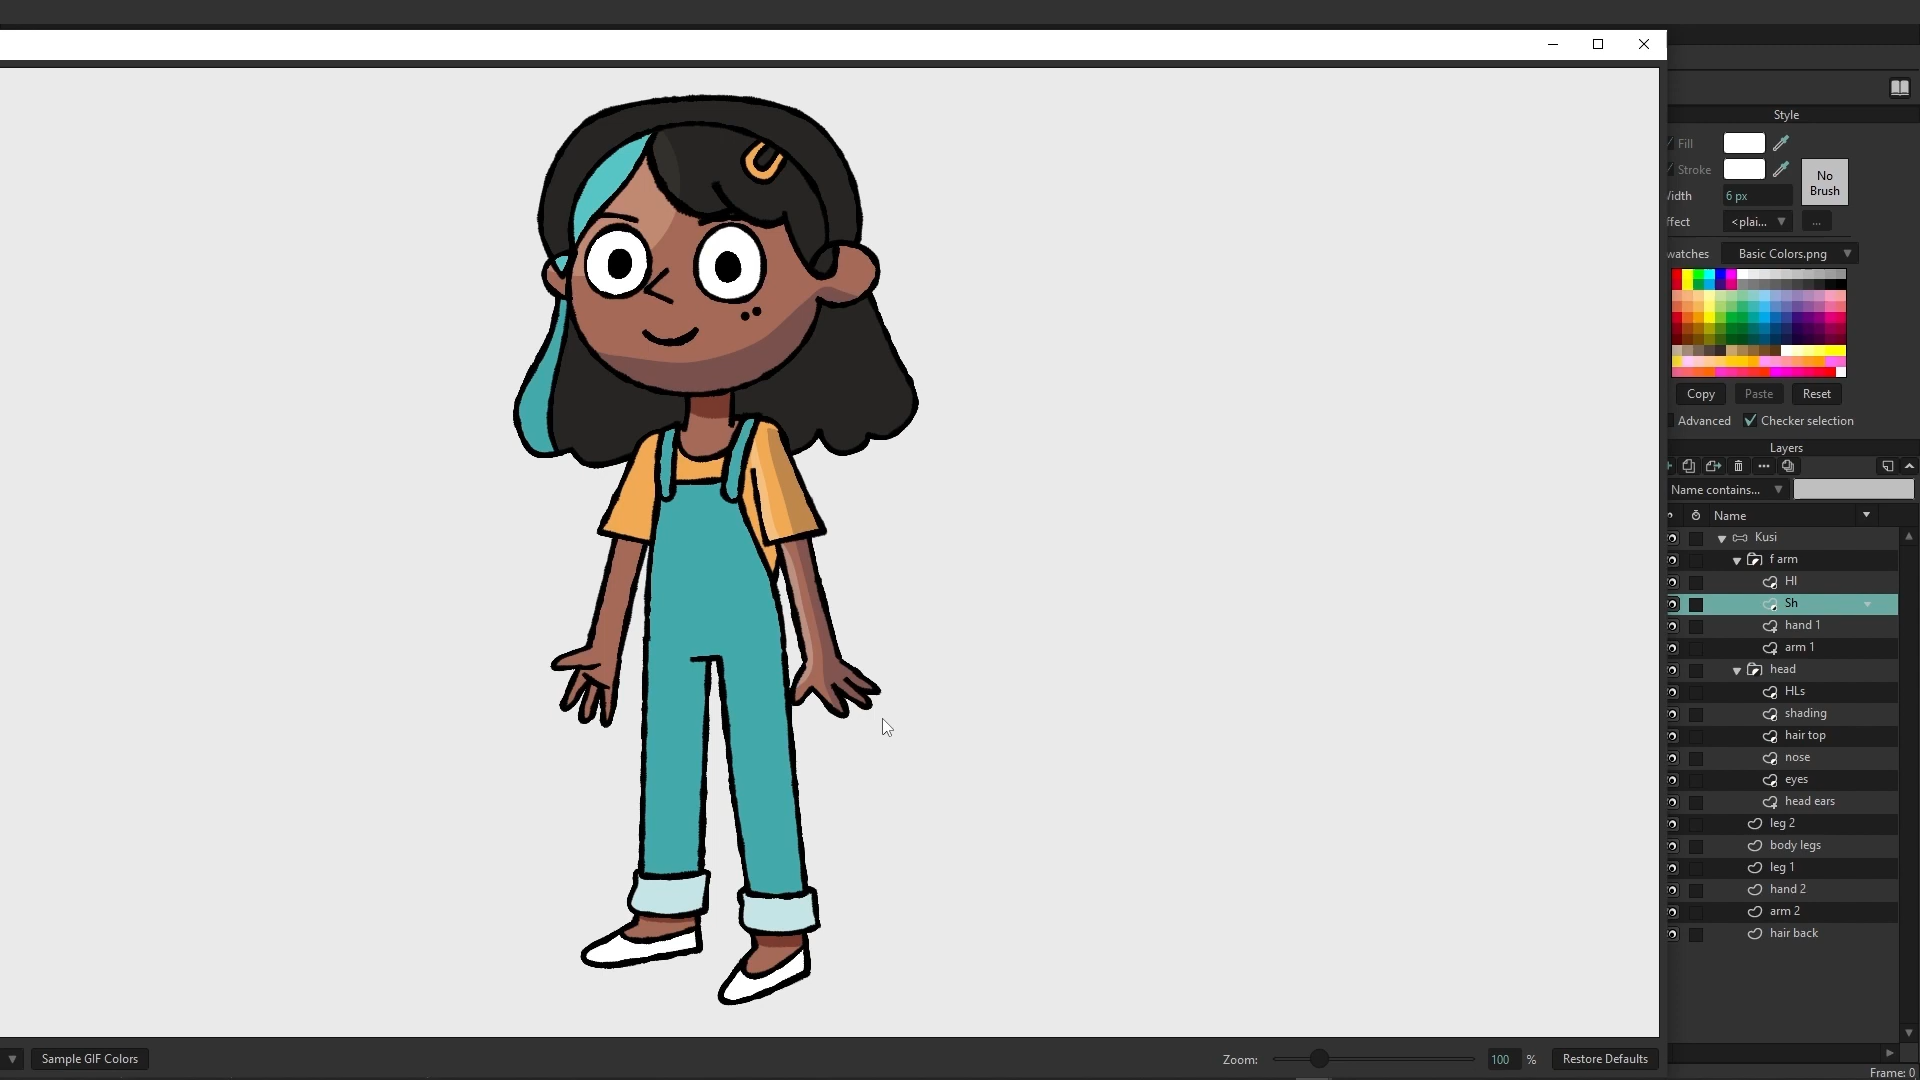 Style
Fill
Stroke
No
Brush
Width
6 px
ffect
<plai...
...
watches
Basic Colors.png
Copy
Paste
Reset
Advanced
Checker selection
Layers
Name contains...
Name
Kusi
f arm
Hl
Sh
hand 1
arm 1
head
HLs
shading
hair top
nose
eyes
head ears
leg 2
body legs
leg 1
hand 2
arm 2
hair back
Sample GIF Colors
Zoom:
100
%
Restore Defaults
Frame: 0